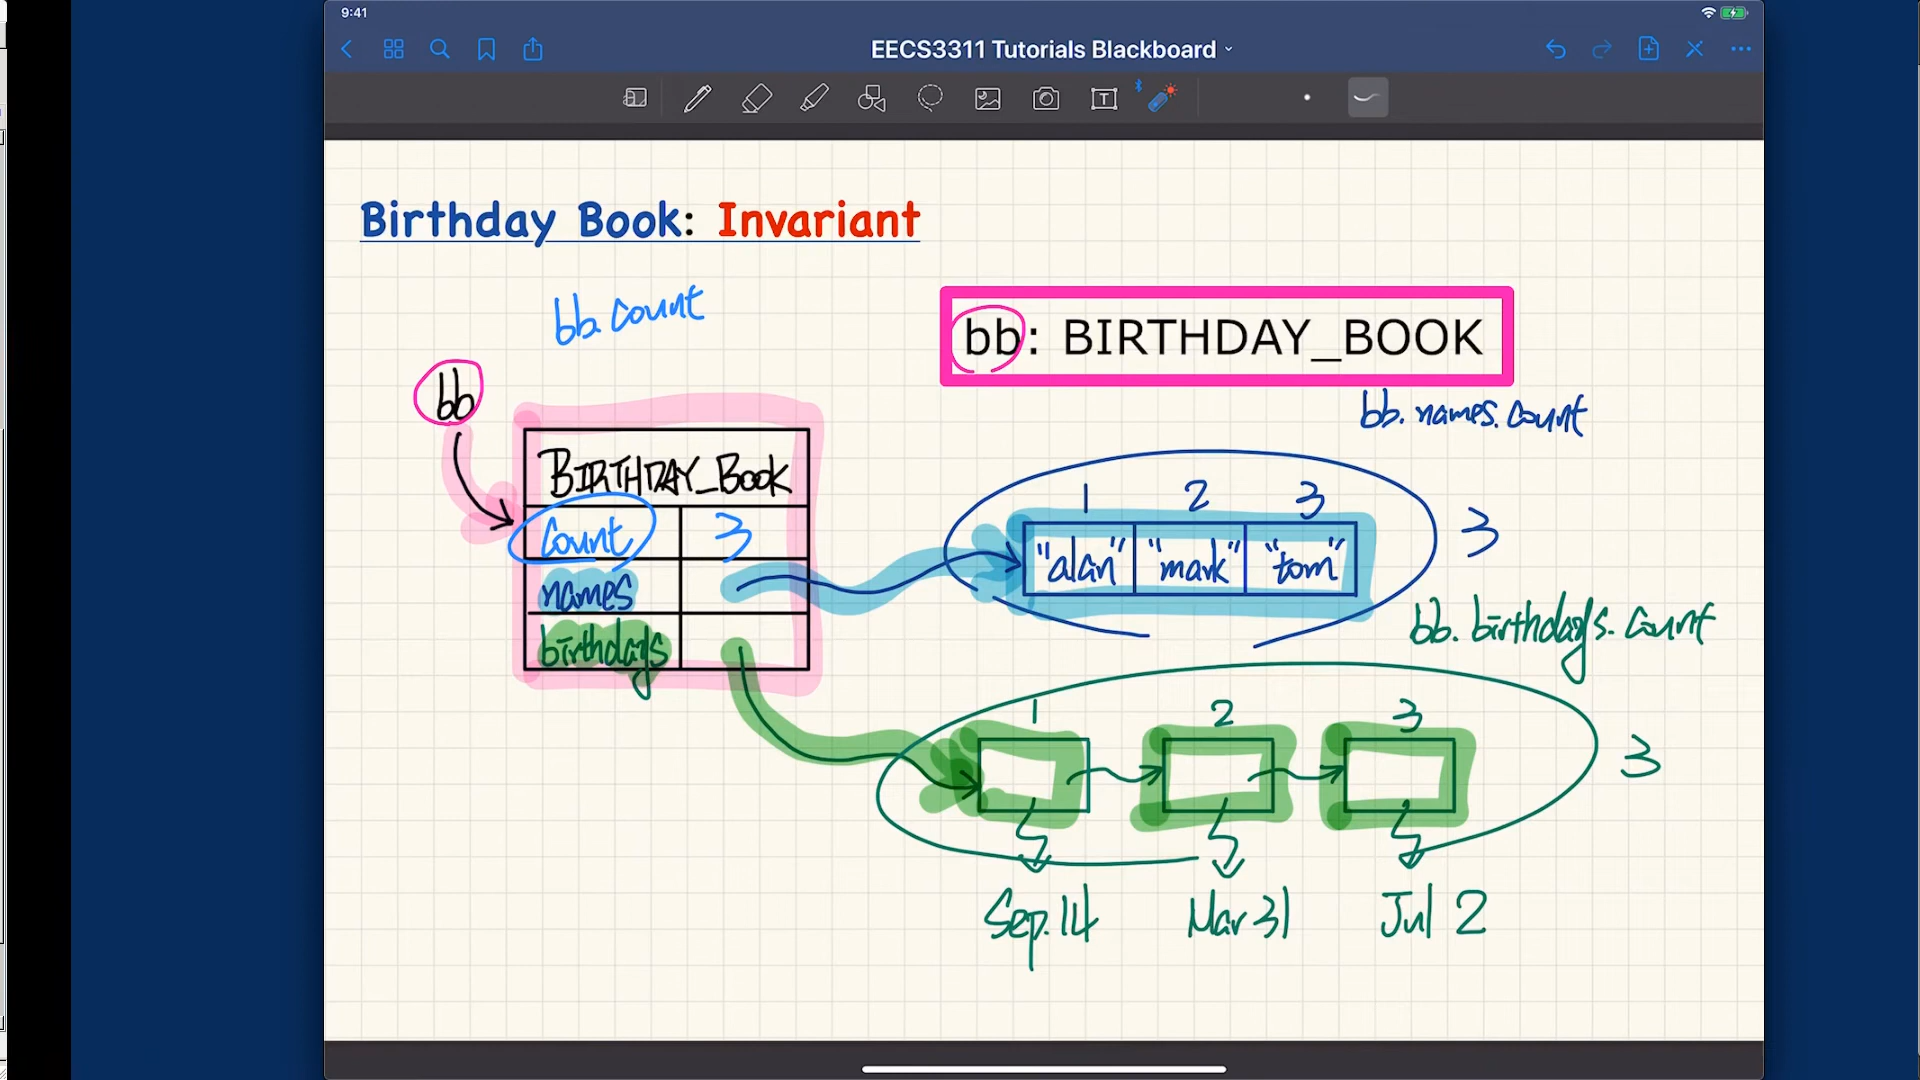 9:41
EECS3311 Tutorials Blackboard
T
Birthday Book: Invariant
bb.count
bb: BIRTHDAY_BOOK
bb
bb.names.count
BIRTHDAY_BOOK
count 3
names
birthdays
1 2 3
"alan" "mark" "tom"
3
bb.birthdays.count
1 2 3
3
Sep.14 Mar 31 Jul 2